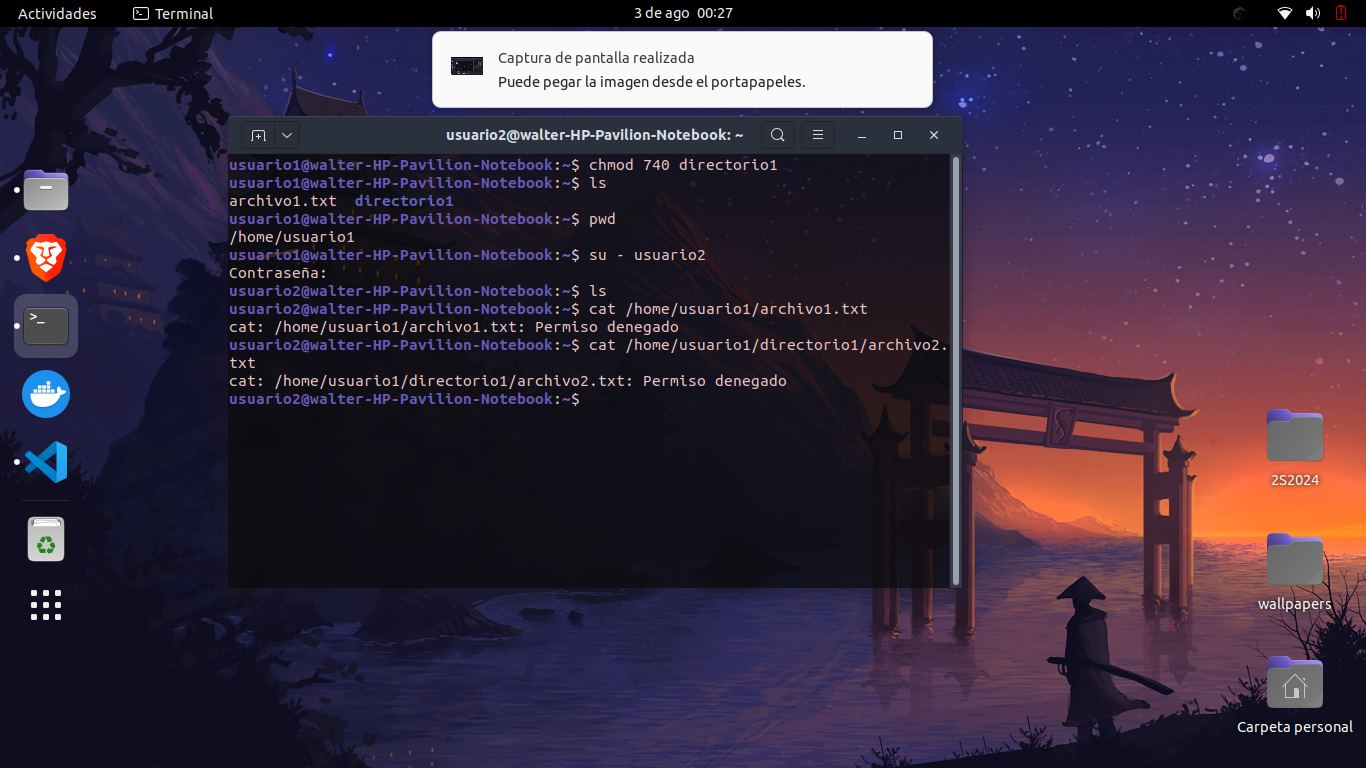 Actividades
Terminal
3 de ago 00:27
Captura de pantalla realizada
Puede pegar la imagen desde el portapapeles.
usuario2@walter-HP-Pavilion-Notebook: ~
usuario1@walter-HP-Pavilion-Notebook:~$ chmod 740 directorio1
usuario1@walter-HP-Pavilion-Notebook:~$ ls
archivo1.txt directorio1
usuario1@walter-HP-Pavilion-Notebook:~$ pwd
/home/usuario1
usuario1@walter-HP-Pavilion-Notebook:~$ su - usuario2
Contraseña:
usuario2@walter-HP-Pavilion-Notebook:~$ ls
usuario2@walter-HP-Pavilion-Notebook:~$ cat /home/usuario1/archivo1.txt
cat: /home/usuario1/archivo1.txt: Permiso denegado
usuario2@walter-HP-Pavilion-Notebook:~$ cat /home/usuario1/directorio1/archivo2.
txt
cat: /home/usuario1/directorio1/archivo2.txt: Permiso denegado
usuario2@walter-HP-Pavilion-Notebook:~$
2S2024
wallpapers
Carpeta personal